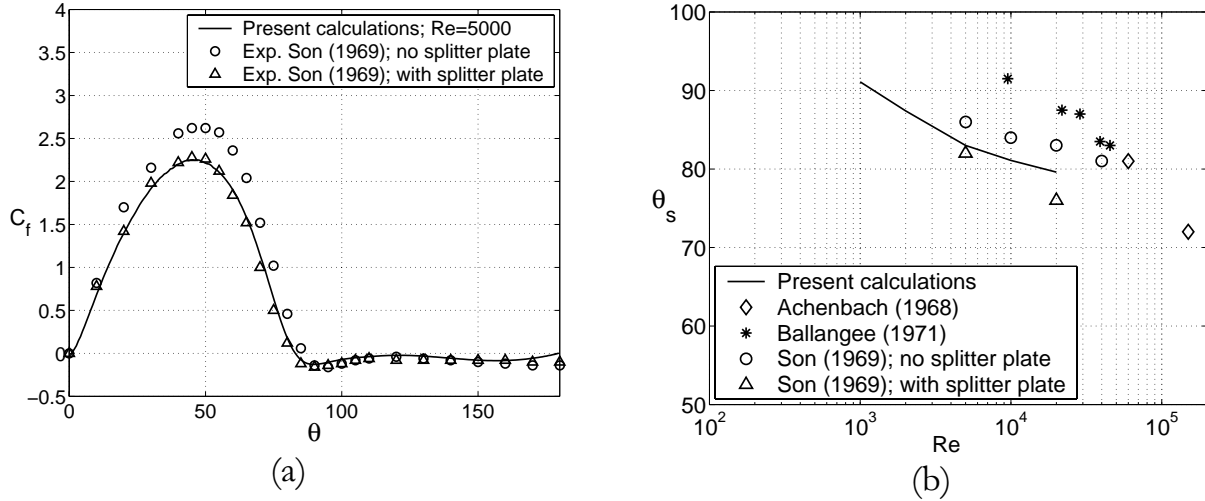 Present calculations; Re=5000
Exp. Son (1969); no splitter plate
Exp. Son (1969); with splitter plate
4
3.5
3
2.5
2
1.5
1
0.5
0
−0.5
C_f
0
50
100
150
θ
(a)
100
90
80
70
60
50
θ_s
Present calculations
Achenbach (1968)
Ballangee (1971)
Son (1969); no splitter plate
Son (1969); with splitter plate
10^2
10^3
10^4
10^5
Re
(b)